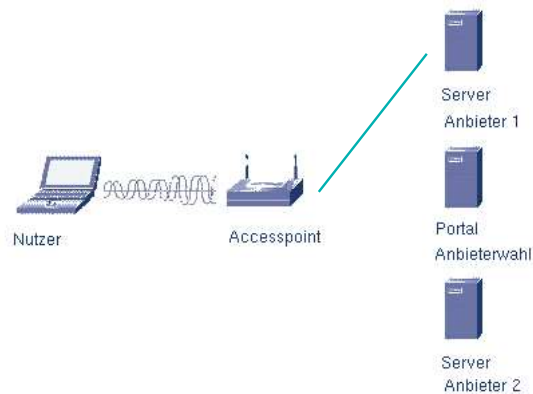 Server
Anbieter 1
Nutzer
Accesspoint
Portal
Anbieterwahl
Server
Anbieter 2